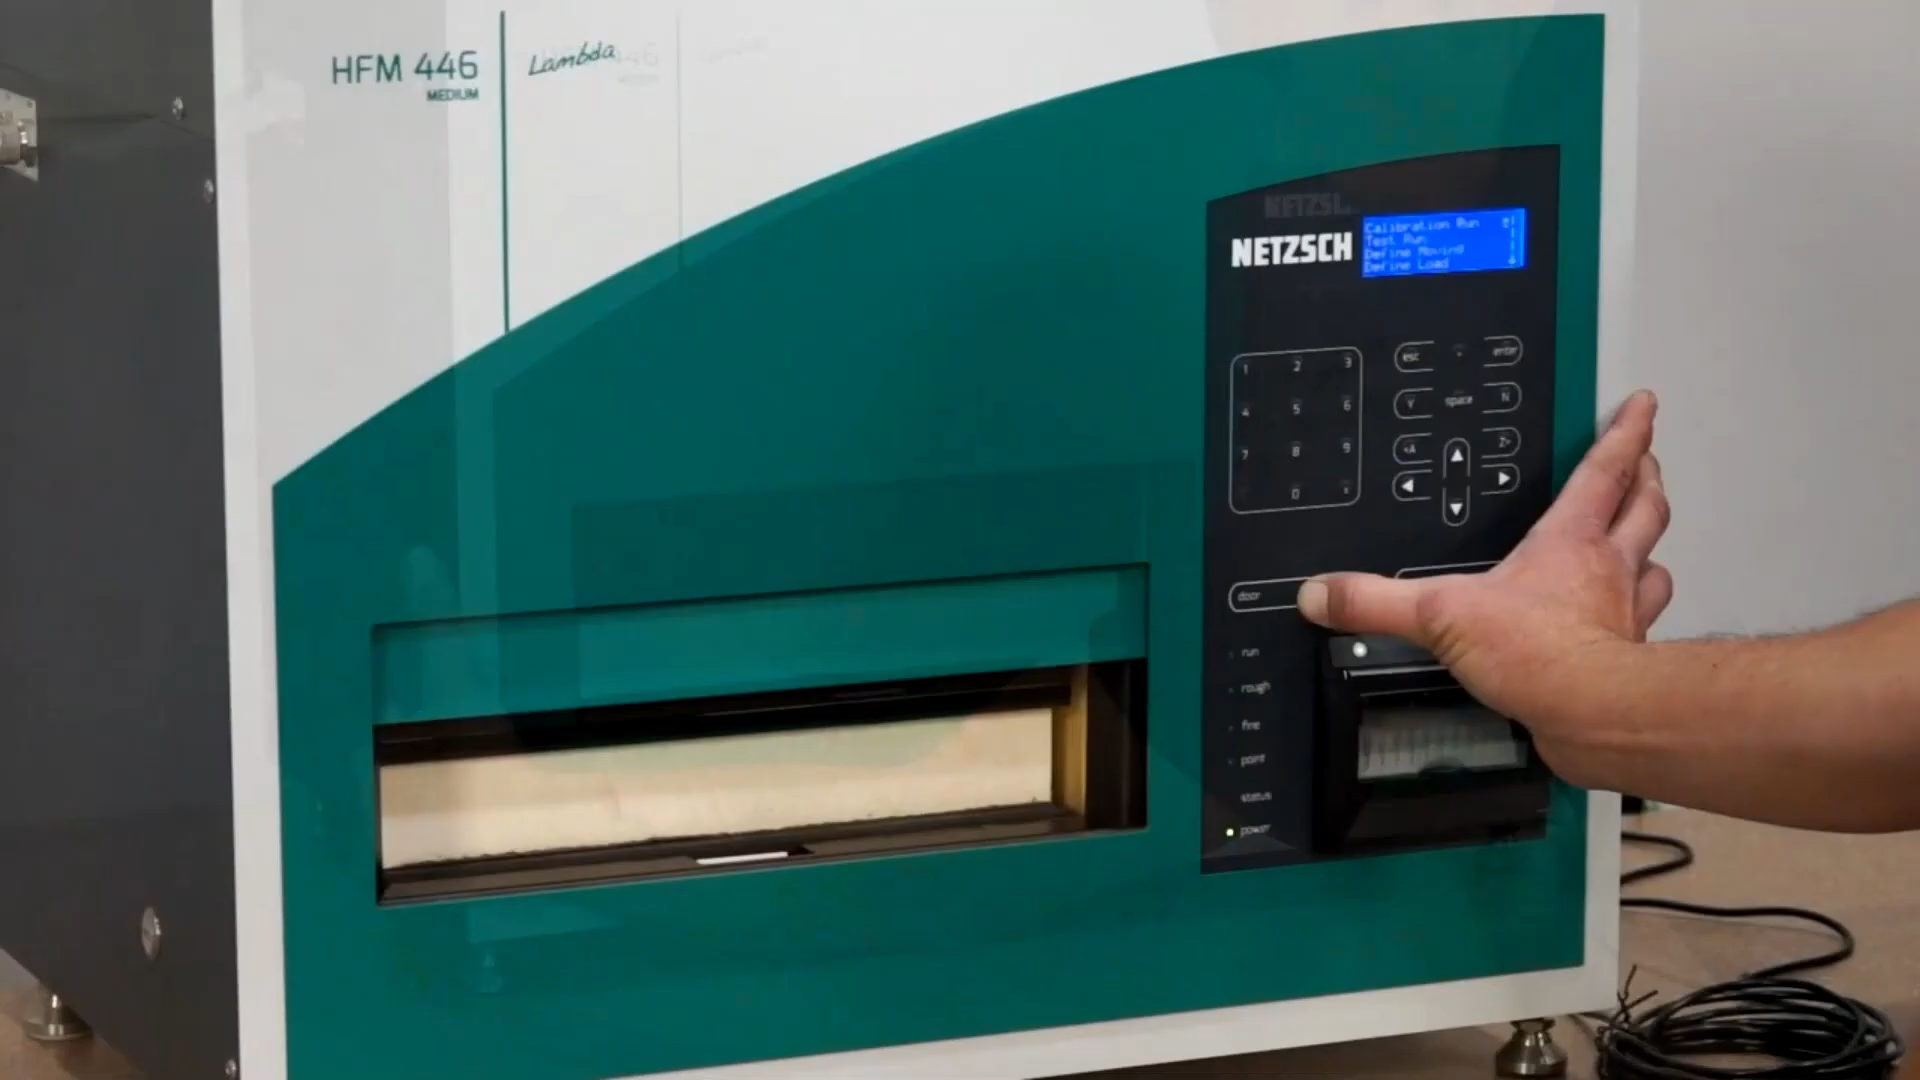 HFM 446
MEDIUM
Lambda
NETZSCH
Calibration Run
Test Run
Define Moving
Define Load
1 2 3
4 5 6
7 8 9
0
esc
enter
Y space N
<A Z>
door
run
rough
fine
point
status
power